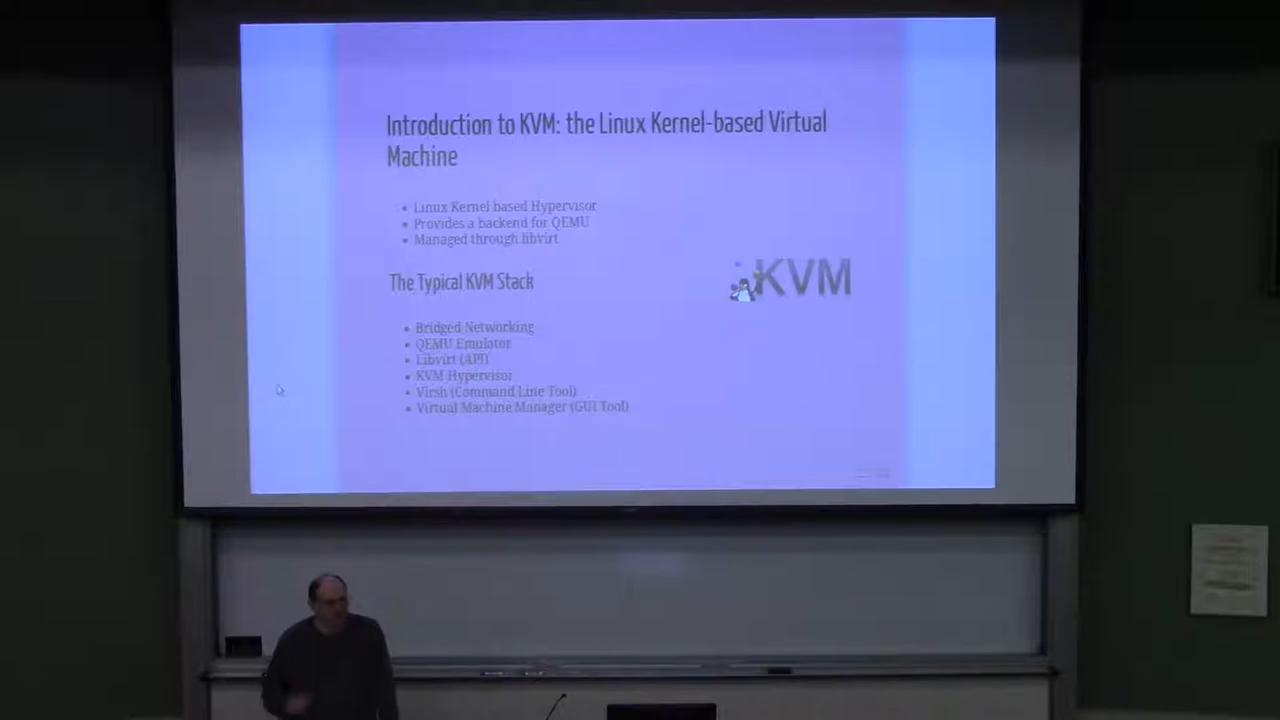 Introduction to KVM: the Linux Kernel-based Virtual
Machine
Linux Kernel based Hypervisor
Provides a backend for QEMU
Managed through libvirt
The Typical KVM Stack
KVM
Bridged Networking
QEMU Emulator
Libvirt (API)
KVM Hypervisor
Virsh (Command Line Tool)
Virtual Machine Manager (GUI Tool)